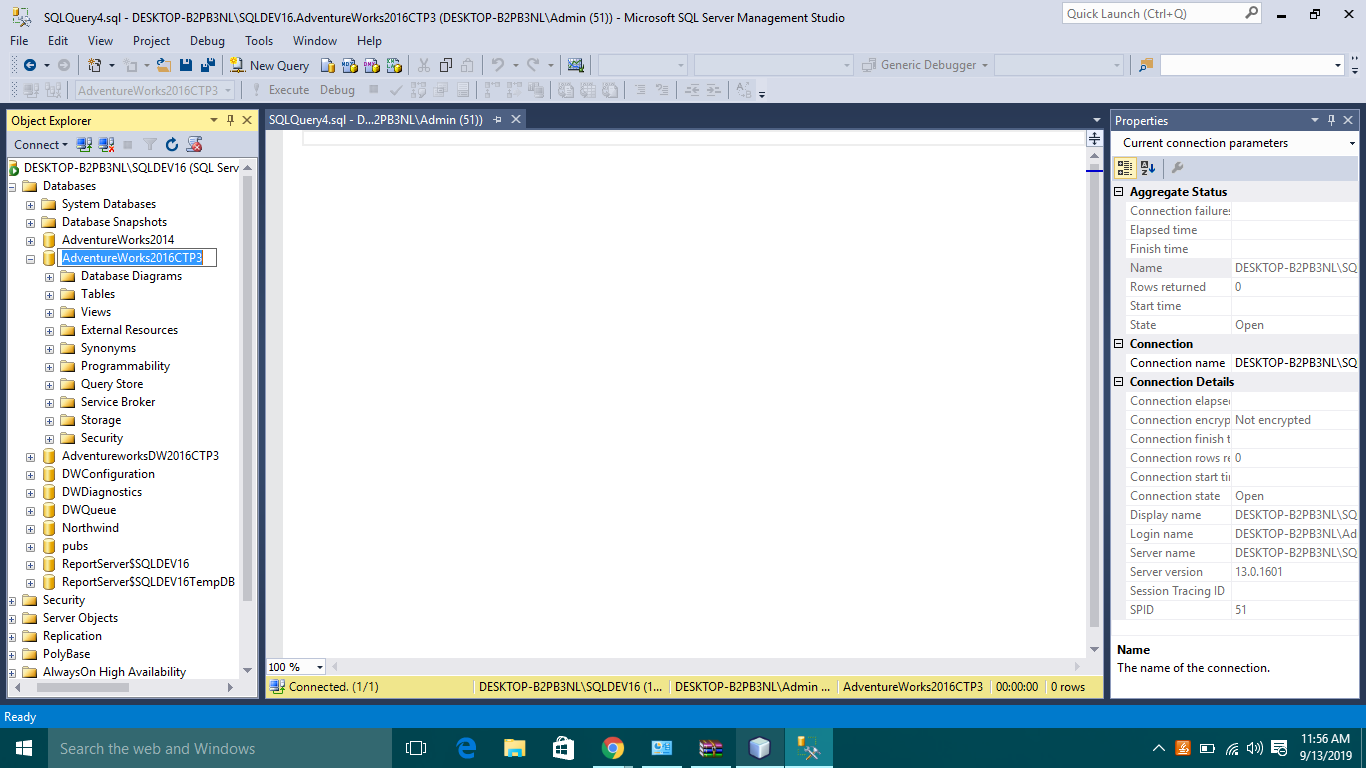 SQLQuery4.sql - DESKTOP-B2PB3NL\SQLDEV16.AdventureWorks2016CTP3 (DESKTOP-B2PB3NL\Admin (51)) - Microsoft SQL Server Management Studio
Quick Launch (Ctrl+Q)
File Edit View Project Debug Tools Window Help
New Query
Generic Debugger
AdventureWorks2016CTP3
Execute Debug
Object Explorer
Connect
DESKTOP-B2PB3NL\SQLDEV16 (SQL Serv
Databases
System Databases
Database Snapshots
AdventureWorks2014
AdventureWorks2016CTP3
Database Diagrams
Tables
Views
External Resources
Synonyms
Programmability
Query Store
Service Broker
Storage
Security
AdventureworksDW2016CTP3
DWConfiguration
DWDiagnostics
DWQueue
Northwind
pubs
ReportServer$SQLDEV16
ReportServer$SQLDEV16TempDB
Security
Server Objects
Replication
PolyBase
AlwaysOn High Availability
SQLQuery4.sql - D...2PB3NL\Admin (51))
100 %
Connected. (1/1)
DESKTOP-B2PB3NL\SQLDEV16 (1...
DESKTOP-B2PB3NL\Admin ...
AdventureWorks2016CTP3
00:00:00
0 rows
Properties
Current connection parameters
Aggregate Status
Connection failures
Elapsed time
Finish time
Name DESKTOP-B2PB3NL\SQ
Rows returned 0
Start time
State Open
Connection
Connection name DESKTOP-B2PB3NL\SQ
Connection Details
Connection elapsed
Connection encryp Not encrypted
Connection finish t
Connection rows re 0
Connection start tim
Connection state Open
Display name DESKTOP-B2PB3NL\SQ
Login name DESKTOP-B2PB3NL\Ad
Server name DESKTOP-B2PB3NL\SQ
Server version 13.0.1601
Session Tracing ID
SPID 51
Name
The name of the connection.
Ready
Search the web and Windows
11:56 AM
9/13/2019